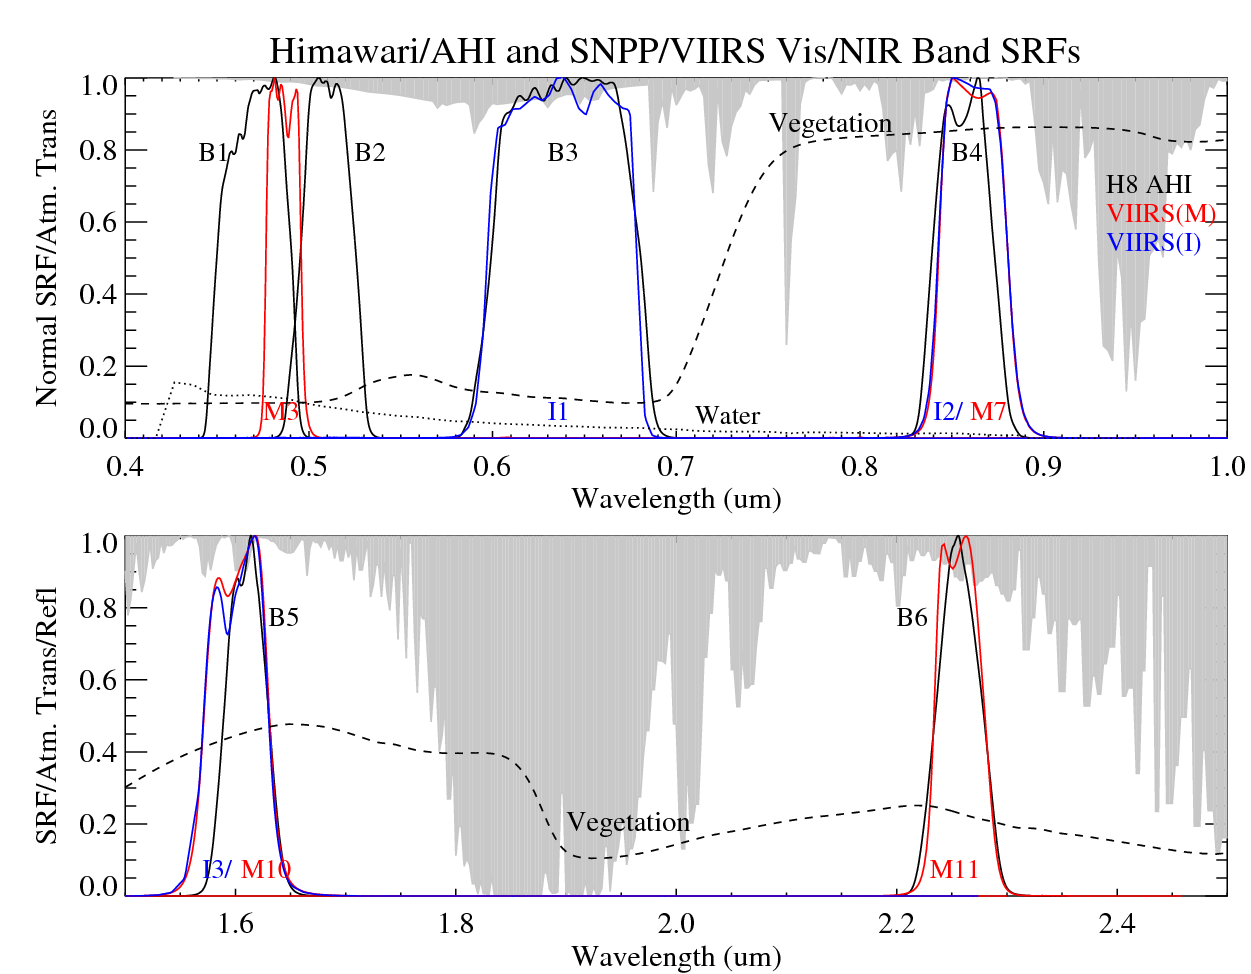 Himawari/AHI and SNPP/VIIRS Vis/NIR Band SRFs
Normal SRF/Atm. Trans
1.0
0.8
0.6
0.4
0.2
0.0
B1
B2
B3
Vegetation
B4
H8 AHI
VIIRS(M)
VIIRS(I)
M3
I1
Water
I2/ M7
0.4 0.5 0.6 0.7 0.8 0.9 1.0
Wavelength (um)
SRF/Atm. Trans/Refl
1.0
0.8
0.6
0.4
0.2
0.0
B5
B6
Vegetation
I3/ M10
M11
1.6 1.8 2.0 2.2 2.4
Wavelength (um)